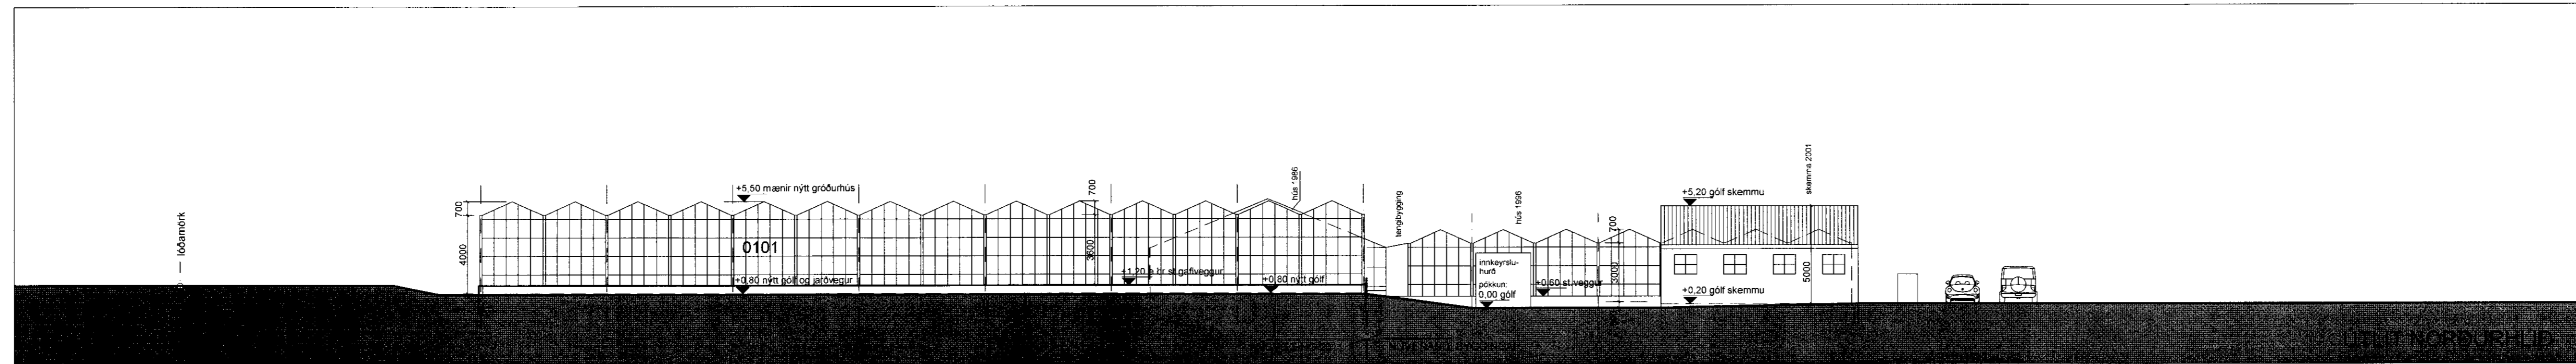 lóðamörk
700
4000
+5,50 mænir nýtt gróðurhús
0101
+0,80 nýtt gólf og jarðvegur
700
3600
+1,20
gaflveggur
hús 1986
+0,80 nýtt gólf
tengibygging
innkeyrslu-
hurð
pökkun:
0,00 gólf
hús 1996
+0,60 st.veggur
700
3000
+5,20 gólf skemmu
skemma 2001
5000
+0,20 gólf skemmu
ÚTLIT NORÐURHLIÐ